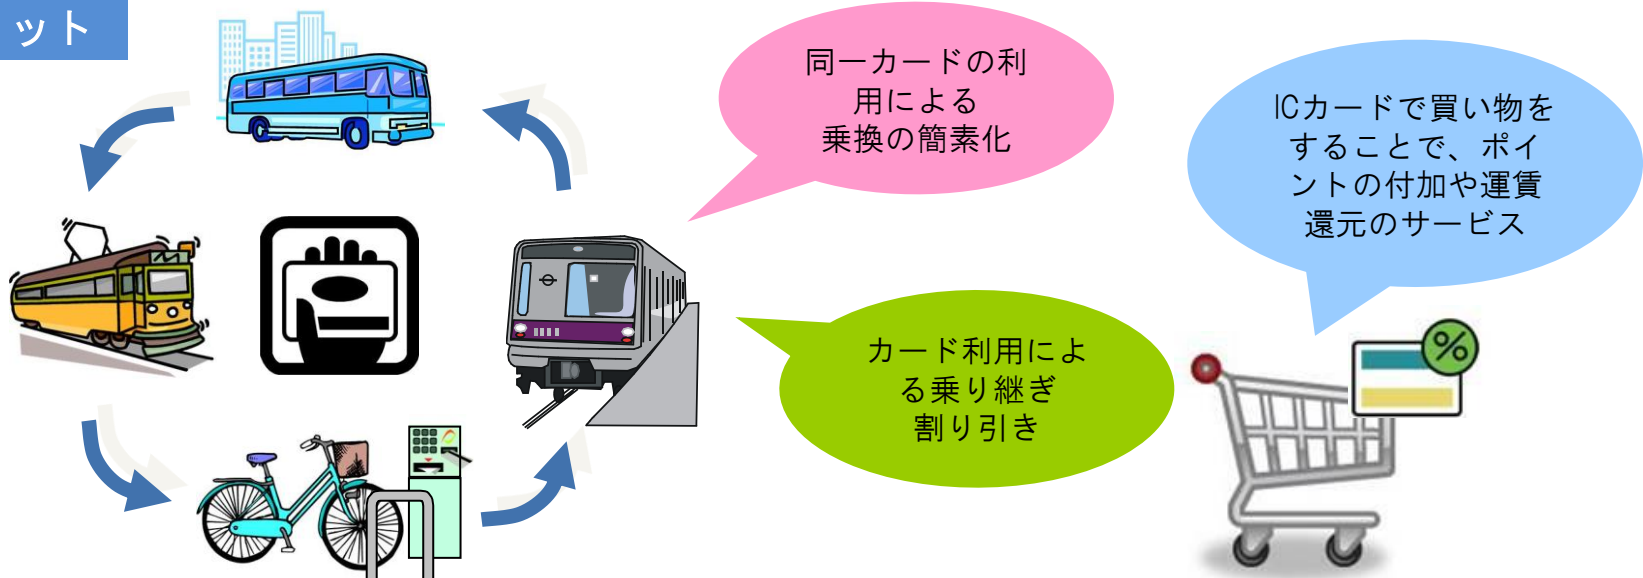 ット
同一カードの利
用による
乗換の簡素化
ICカードで買い物を
することで、ポイ
ントの付加や運賃
還元のサービス
カード利用によ
る乗り継ぎ
割り引き
%